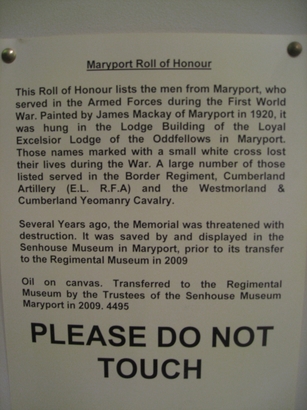 Maryport Roll of Honour
This Roll of Honour lists the men from Maryport, who
served in the Armed Forces during the First World
War. Painted by James Mackay of Maryport in 1920, it
was hung in the Lodge Building of the Loyal
Excelsior Lodge of the Oddfellows in Maryport.
Those names marked with a small white cross lost
their lives during the War. A large number of those
listed served in the Border Regiment, Cumberland
Artillery (E.L. R.F.A) and the Westmorland &
Cumberland Yeomanry Cavalry.
Several Years ago, the Memorial was threatened with
destruction. It was saved by and displayed in the
Senhouse Museum in Maryport, prior to its transfer
to the Regimental Museum in 2009
Oil on canvas. Transferred to the Regimental
Museum by the Trustees of the Senhouse Museum
Maryport in 2009. 4495
PLEASE DO NOT
TOUCH